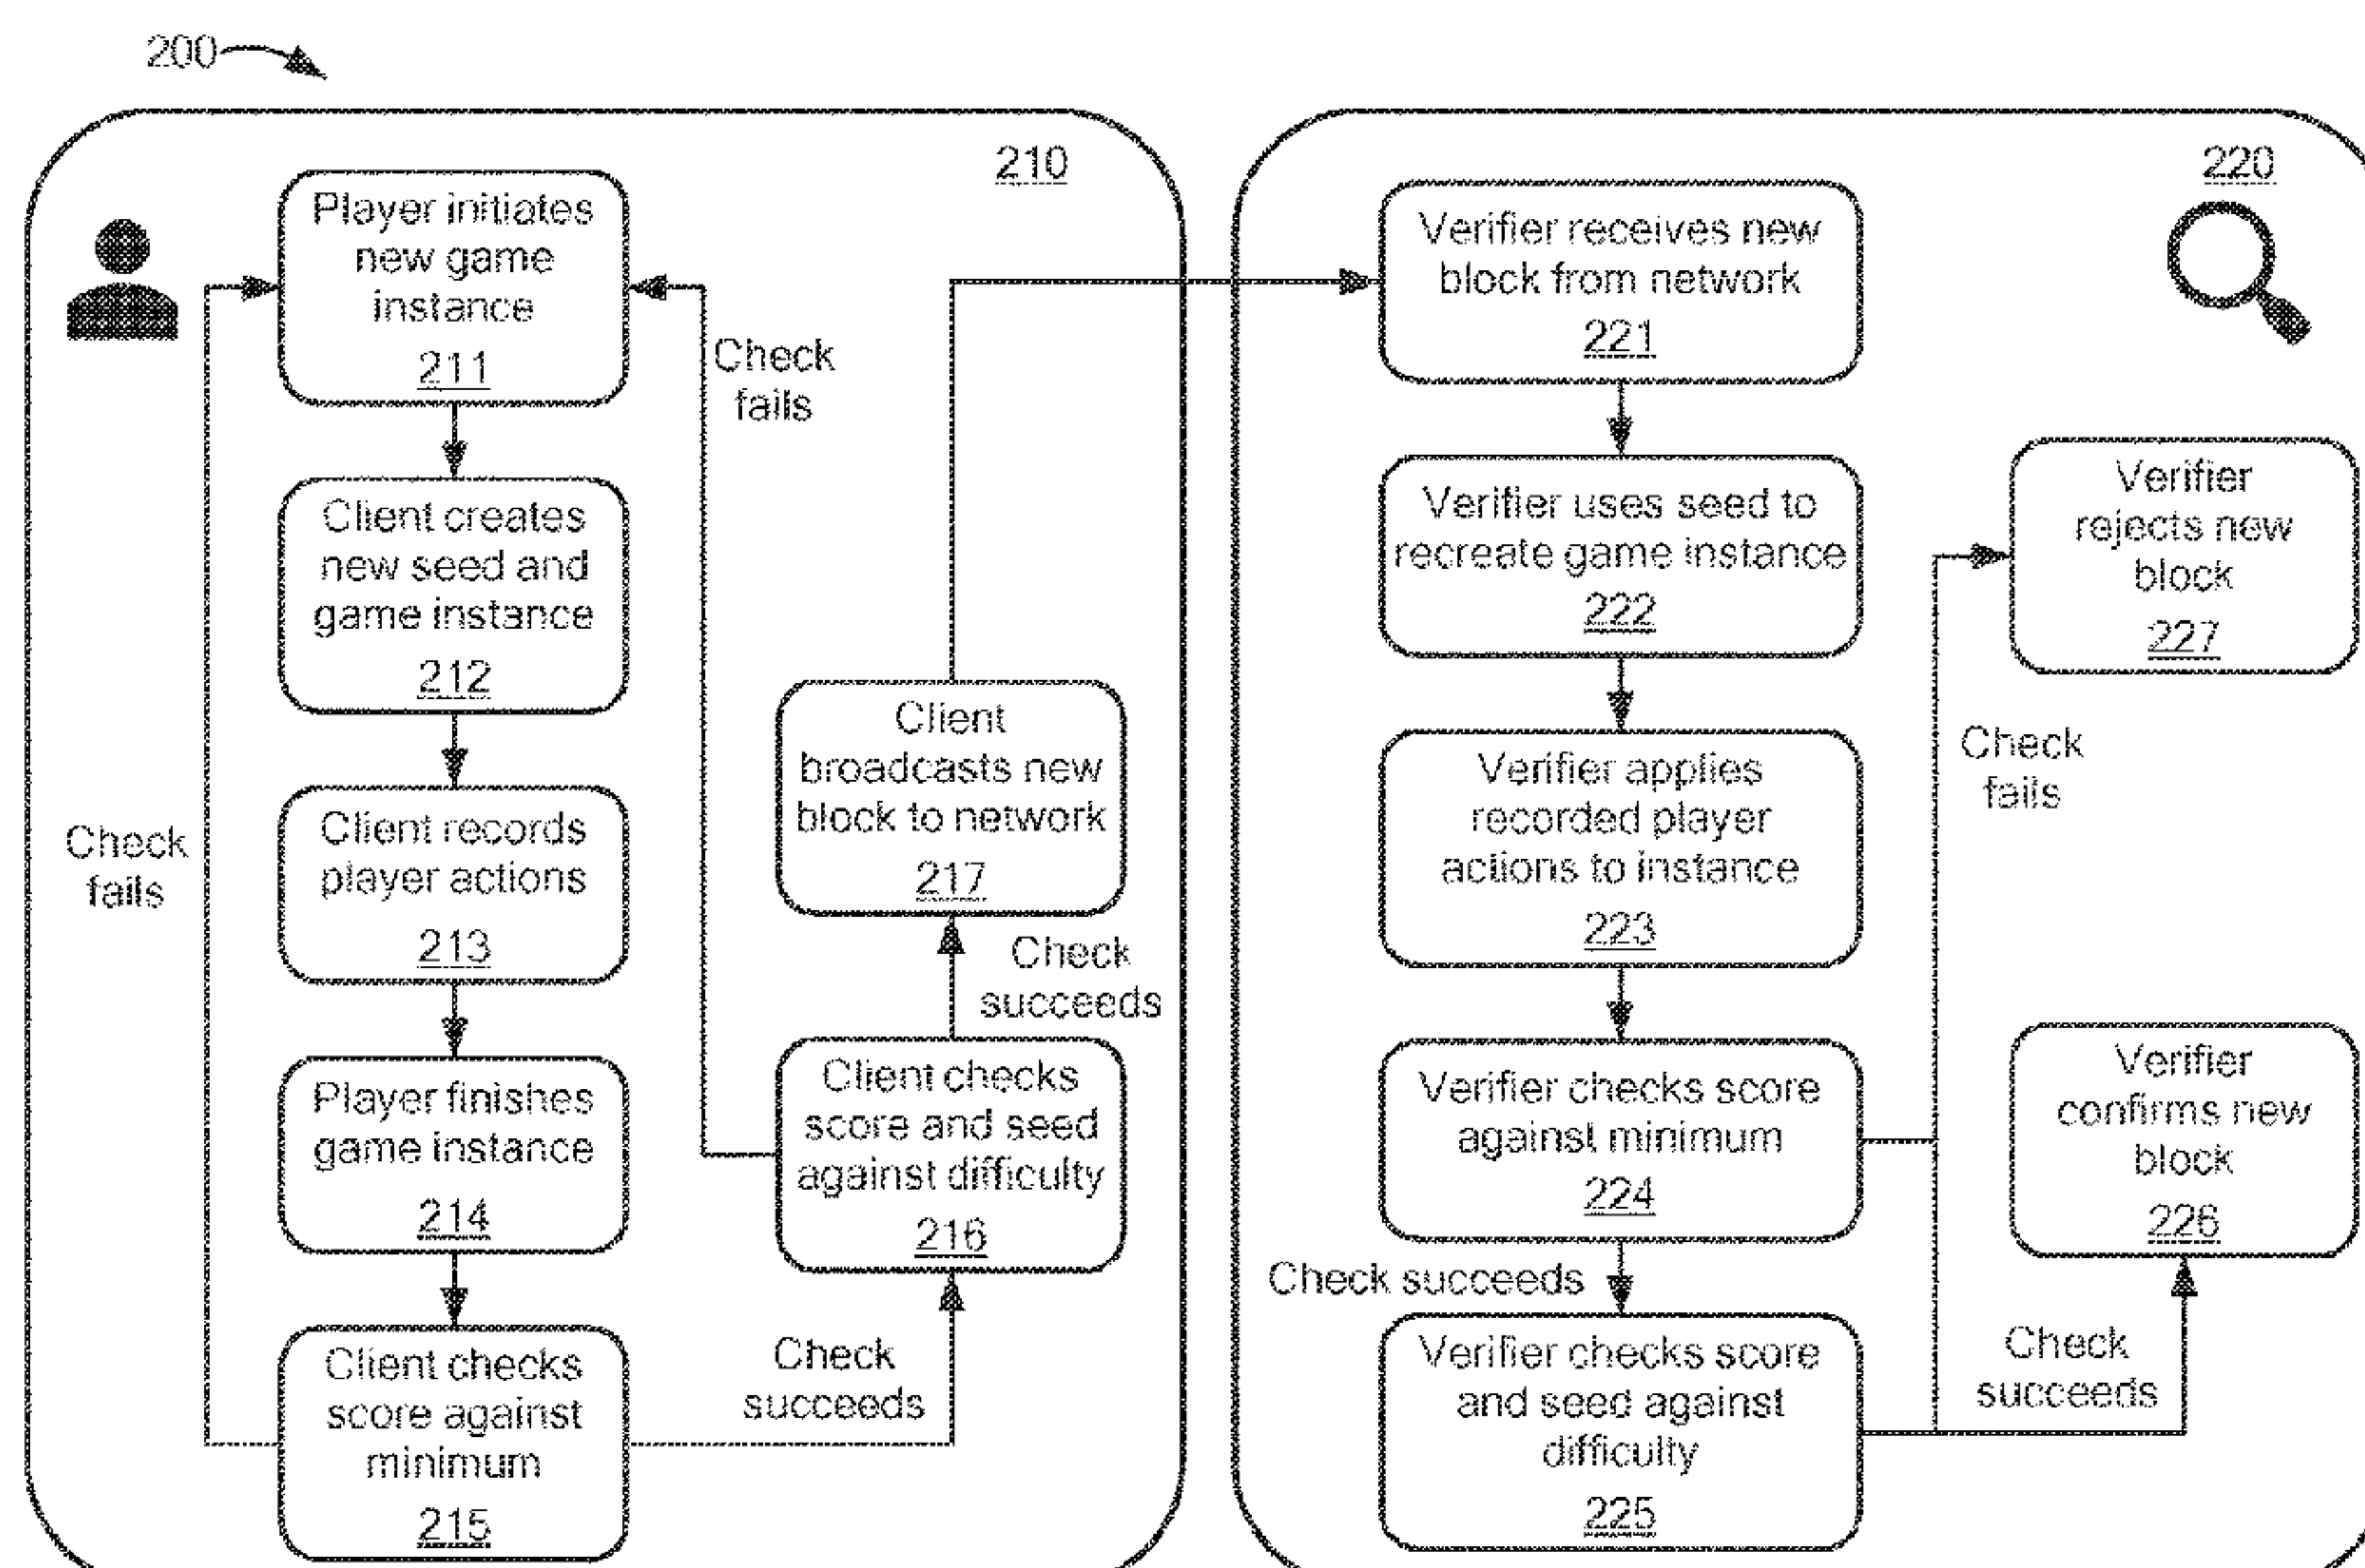 200
210
Player initiates
new game
instance
211
Check
fails
Client creates
new seed and
game instance
212
Client records
player actions
213
Check
fails
Player finishes
game instance
214
Client checks
score against
minimum
215
Check
succeeds
Client checks
score and seed
against difficulty
216
Check
succeeds
Client
broadcasts new
block to network
217
220
Verifier receives new
block from network
221
Verifier uses seed to
recreate game instance
222
Verifier applies
recorded player
actions to instance
223
Verifier checks score
against minimum
224
Check succeeds
Verifier checks score
and seed against
difficulty
225
Verifier
rejects new
block
227
Check
fails
Verifier
confirms new
block
226
Check
succeeds